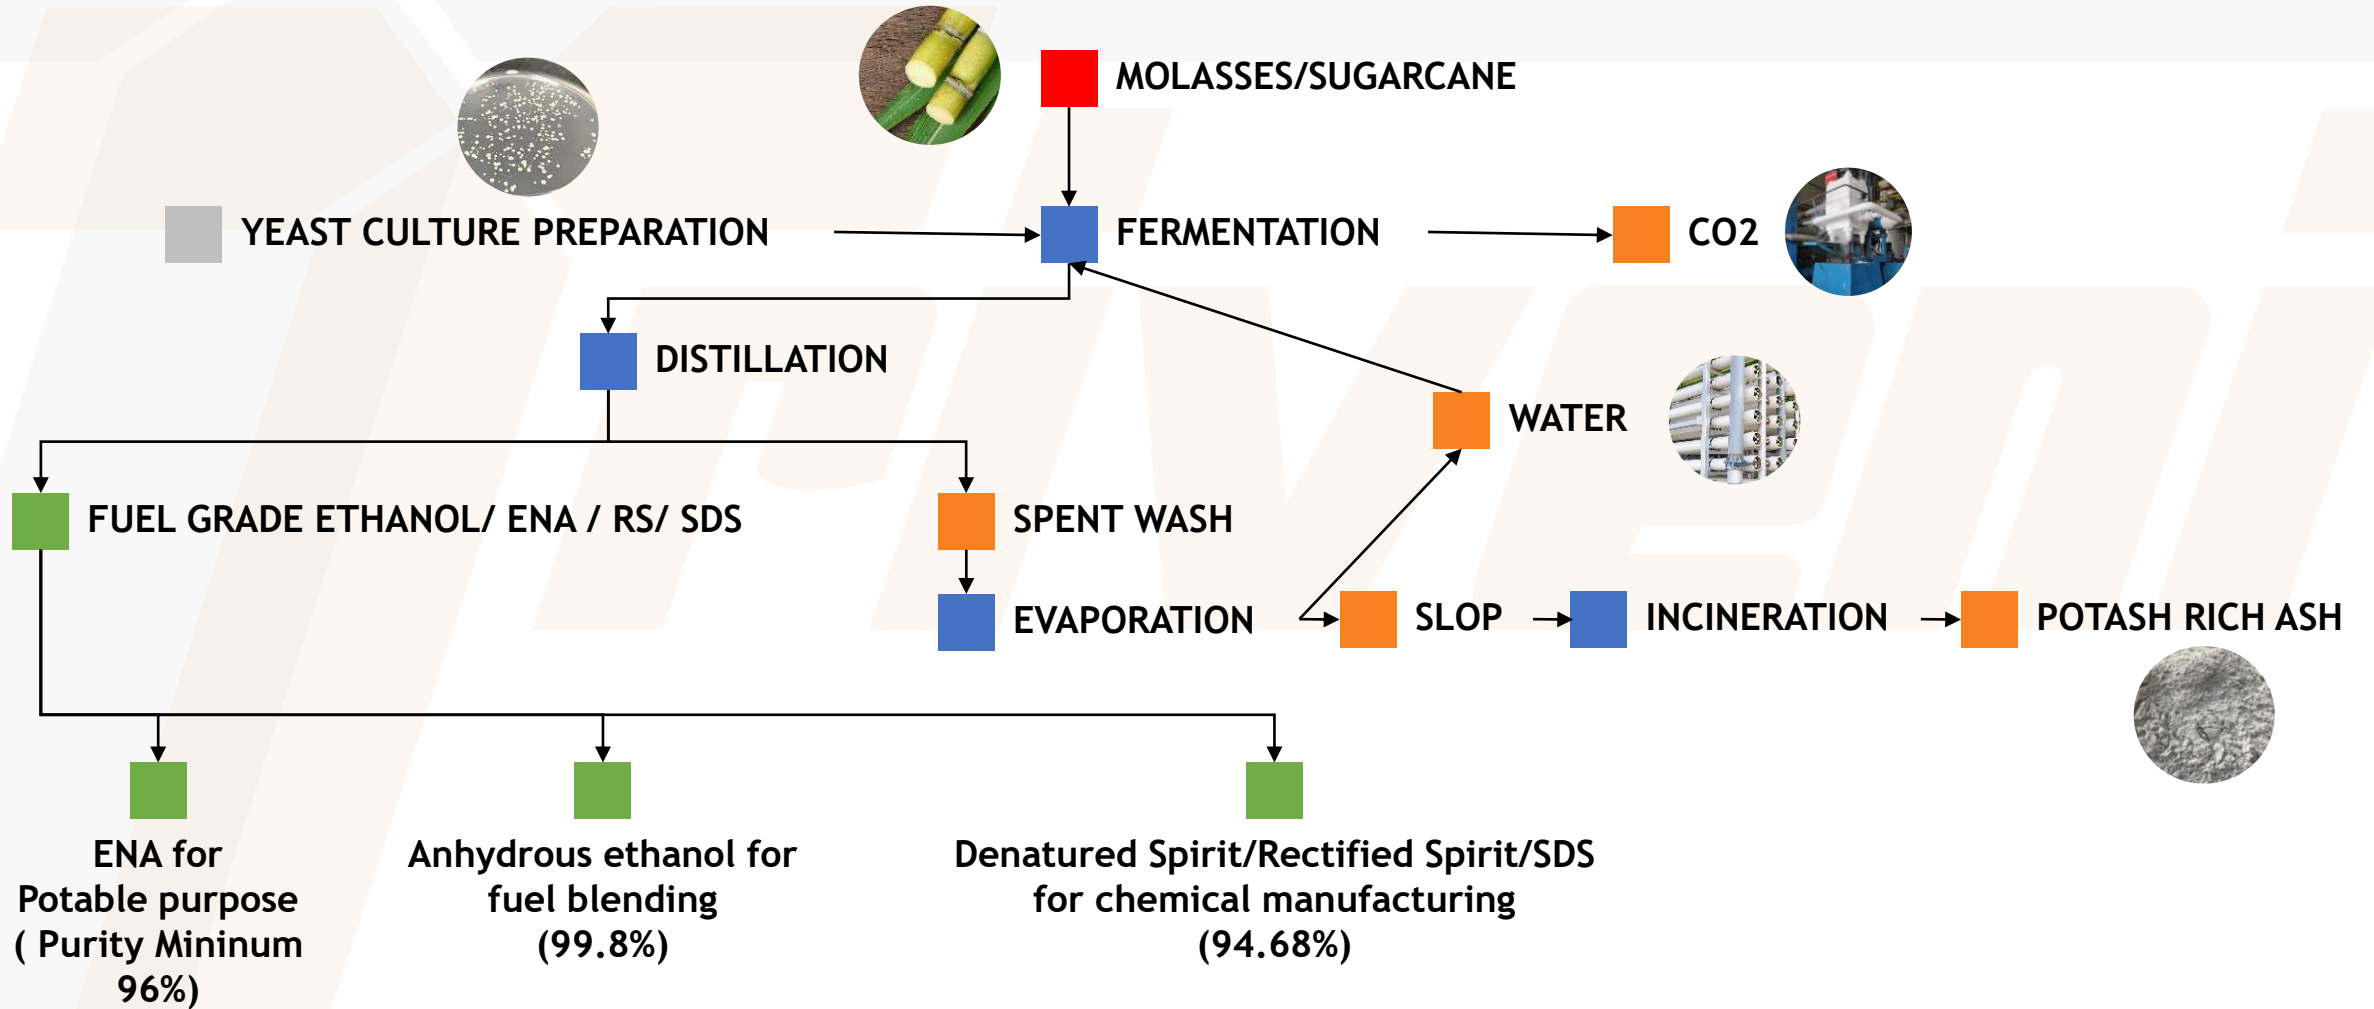 MOLASSES/SUGARCANE
YEAST CULTURE PREPARATION
FERMENTATION
CO2
DISTILLATION
WATER
FUEL GRADE ETHANOL/ ENA / RS/ SDS
SPENT WASH
EVAPORATION
SLOP
INCINERATION
POTASH RICH ASH
ENA for
Potable purpose
( Purity Mininum
96%)
Anhydrous ethanol for
fuel blending
(99.8%)
Denatured Spirit/Rectified Spirit/SDS
for chemical manufacturing
(94.68%)
Triveni